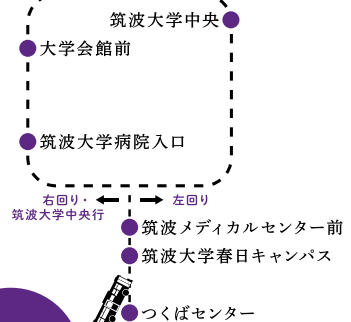 筑波大学中央
大学会館前
筑波大学病院入口
右回り・
筑波大学中央行
左回り
筑波メディカルセンター前
筑波大学春日キャンパス
つくばセンター